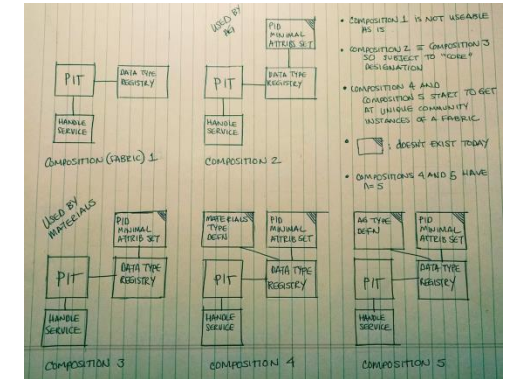 USED BY
AG
PID
MINIMAL
ATTRIB SET
PIT
DATA TYPE
REGISTRY
HANDLE
SERVICE
COMPOSITION (FABRIC) 1
PIT
DATA TYPE
REGISTRY
HANDLE
SERVICE
COMPOSITION 2
• COMPOSITION 1 IS NOT USEABLE
AS IS
• COMPOSITION 2 = COMPOSITION 3
SO SUBJECT TO "CORE"
DESIGNATION
• COMPOSITION 4 AND
COMPOSITION 5 START TO GET
AT UNIQUE COMMUNITY
INSTANCES OF A FABRIC
• : DOESN'T EXIST TODAY
• COMPOSITIONS 4 AND 5 HAVE
n=5
USED BY
MATERIALS
PID
MINIMAL
ATTRIB SET
PIT
DATA TYPE
REGISTRY
HANDLE
SERVICE
COMPOSITION 3
MATERIALS
TYPE
DEFN
PID
MINIMAL
ATTRIB SET
PIT
DATA TYPE
REGISTRY
HANDLE
SERVICE
COMPOSITION 4
AG TYPE
DEFN
PID
MINIMAL
ATTRIB SET
PIT
DATA TYPE
REGISTRY
HANDLE
SERVICE
COMPOSITION 5